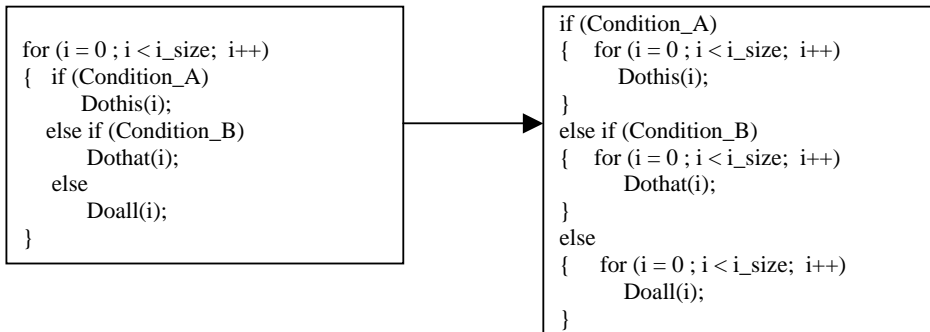 for (i = 0 ; i < i_size;  i++)
{   if (Condition_A)
Dothis(i);
else if (Condition_B)
Dothat(i);
else
Doall(i);
}
if (Condition_A)
{   for (i = 0 ; i < i_size;  i++)
Dothis(i);
}
else if (Condition_B)
{   for (i = 0 ; i < i_size;  i++)
Dothat(i);
}
else
{    for (i = 0 ; i < i_size;  i++)
Doall(i);
}